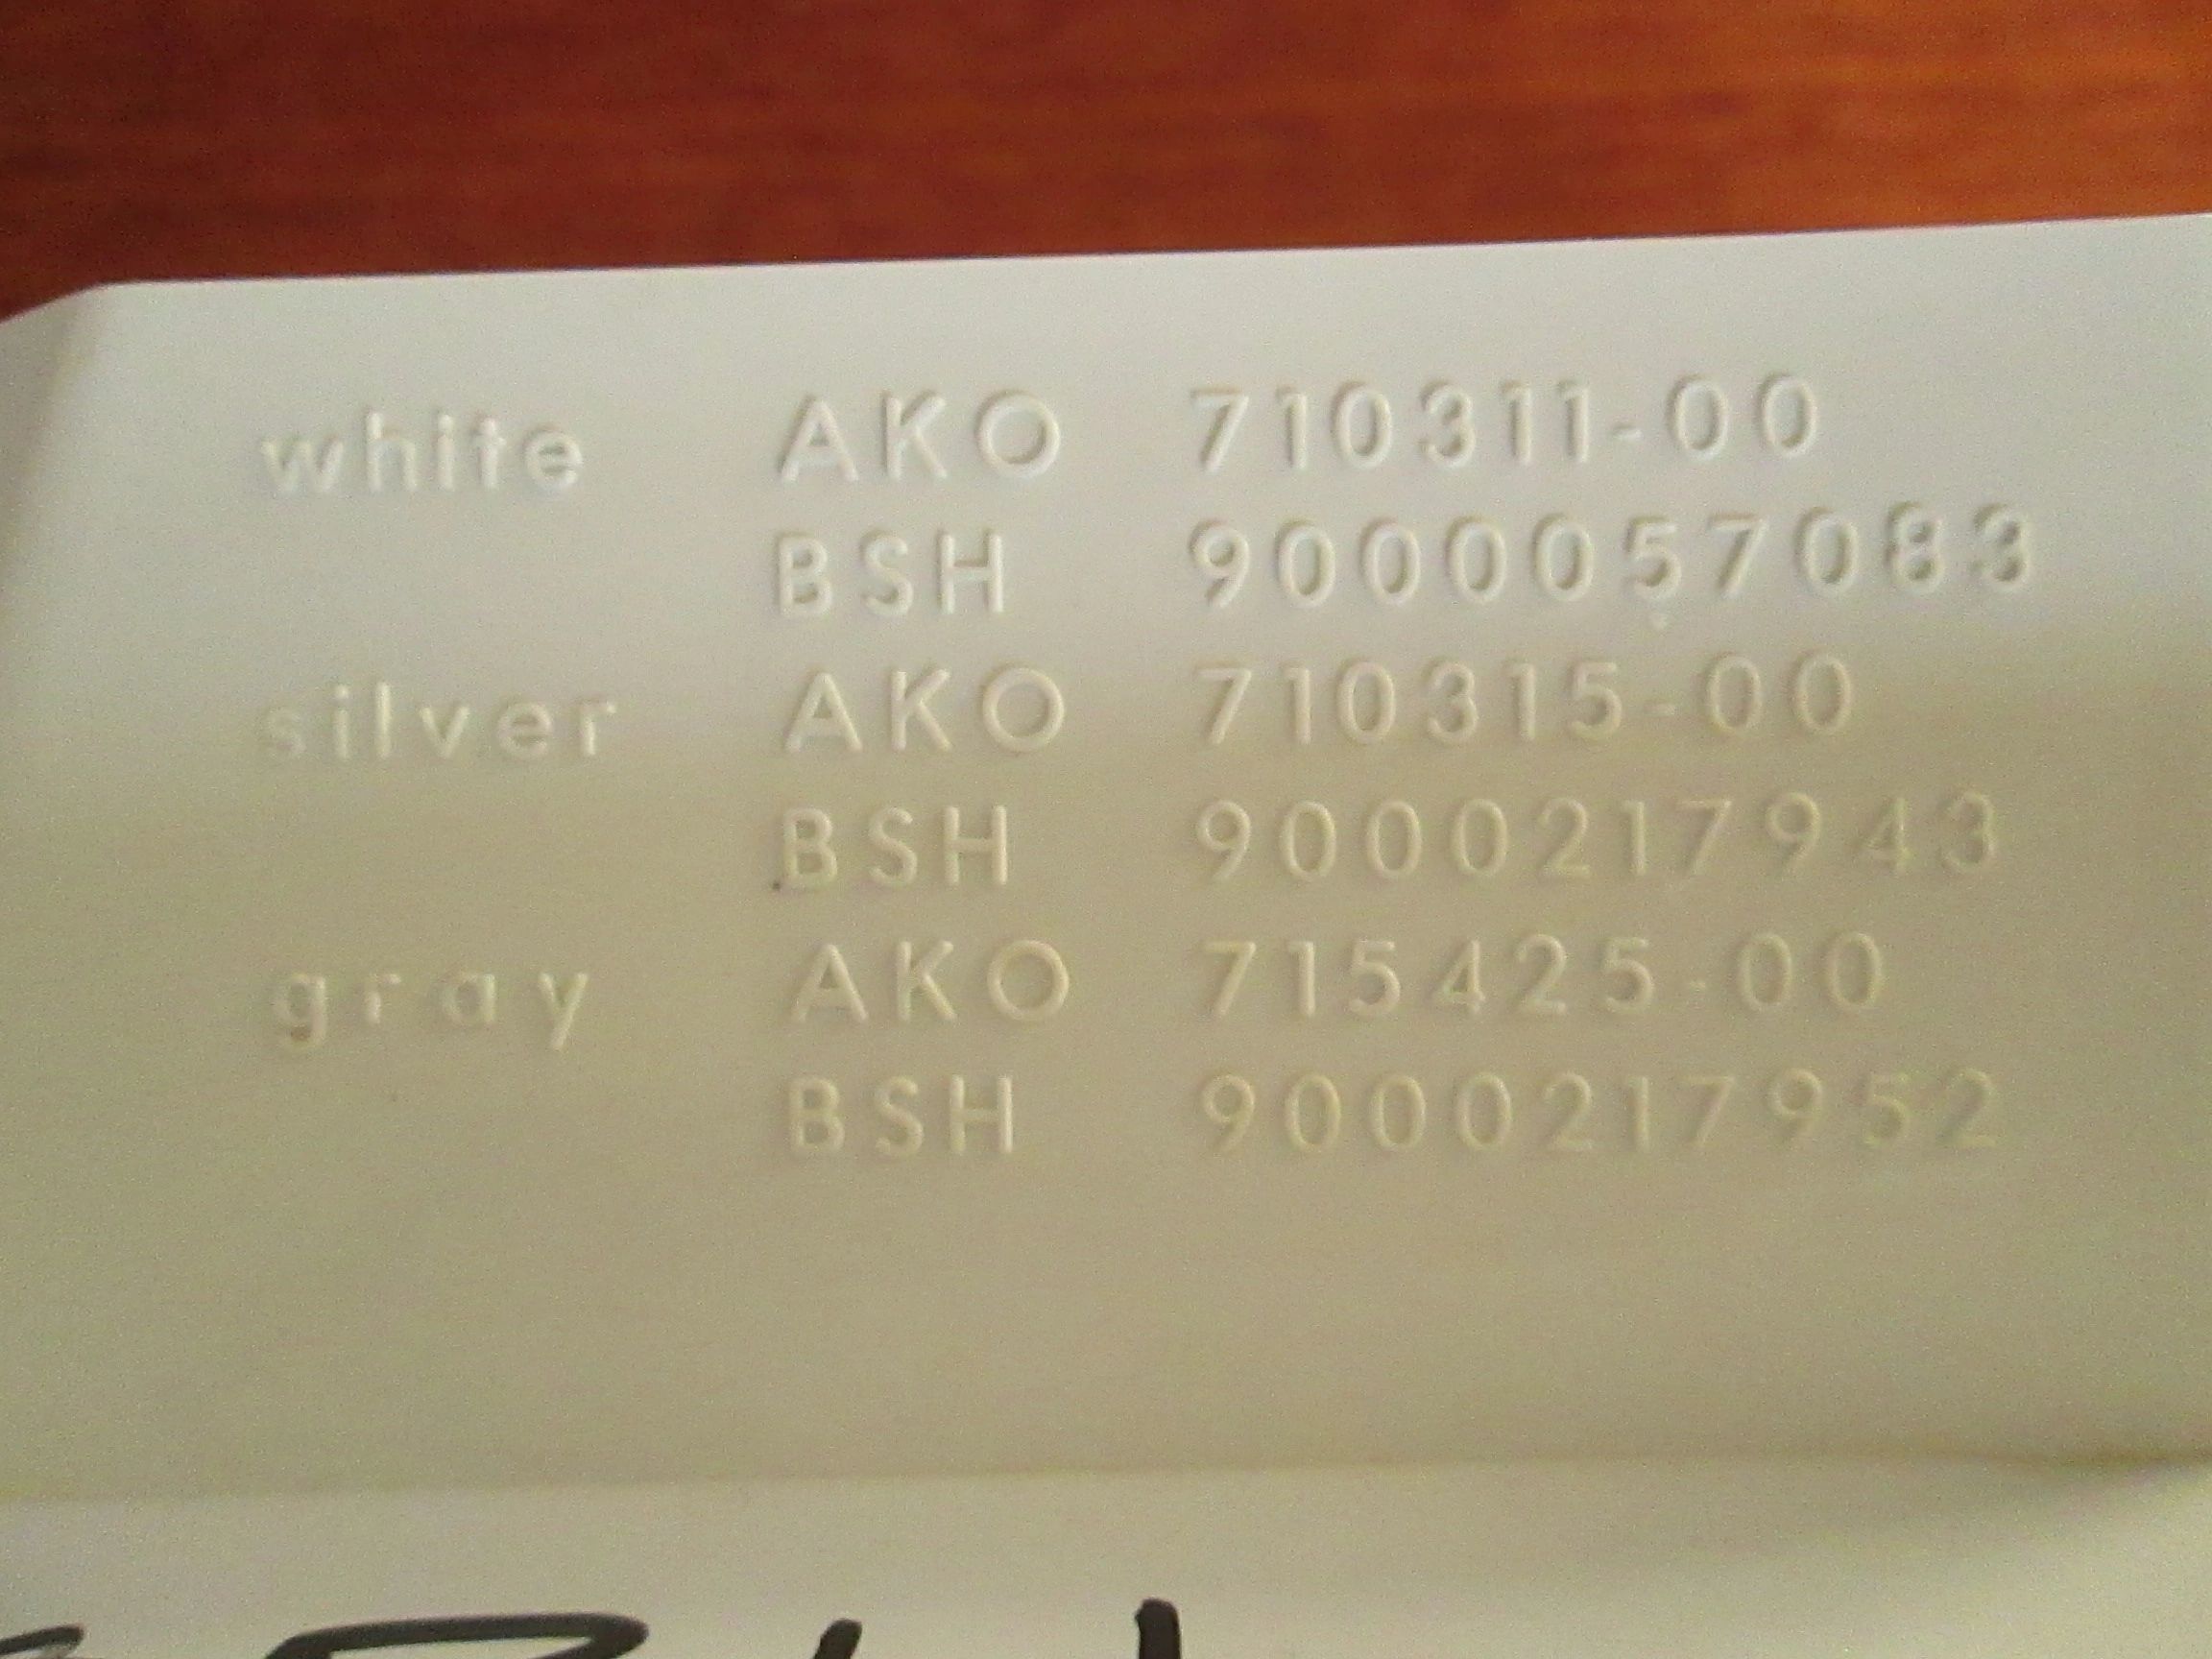 white AKO 710311-00
BSH 9000057083
silver AKO 710315-00
BSH 9000217943
gray AKO 715425-00
BSH 9000217952